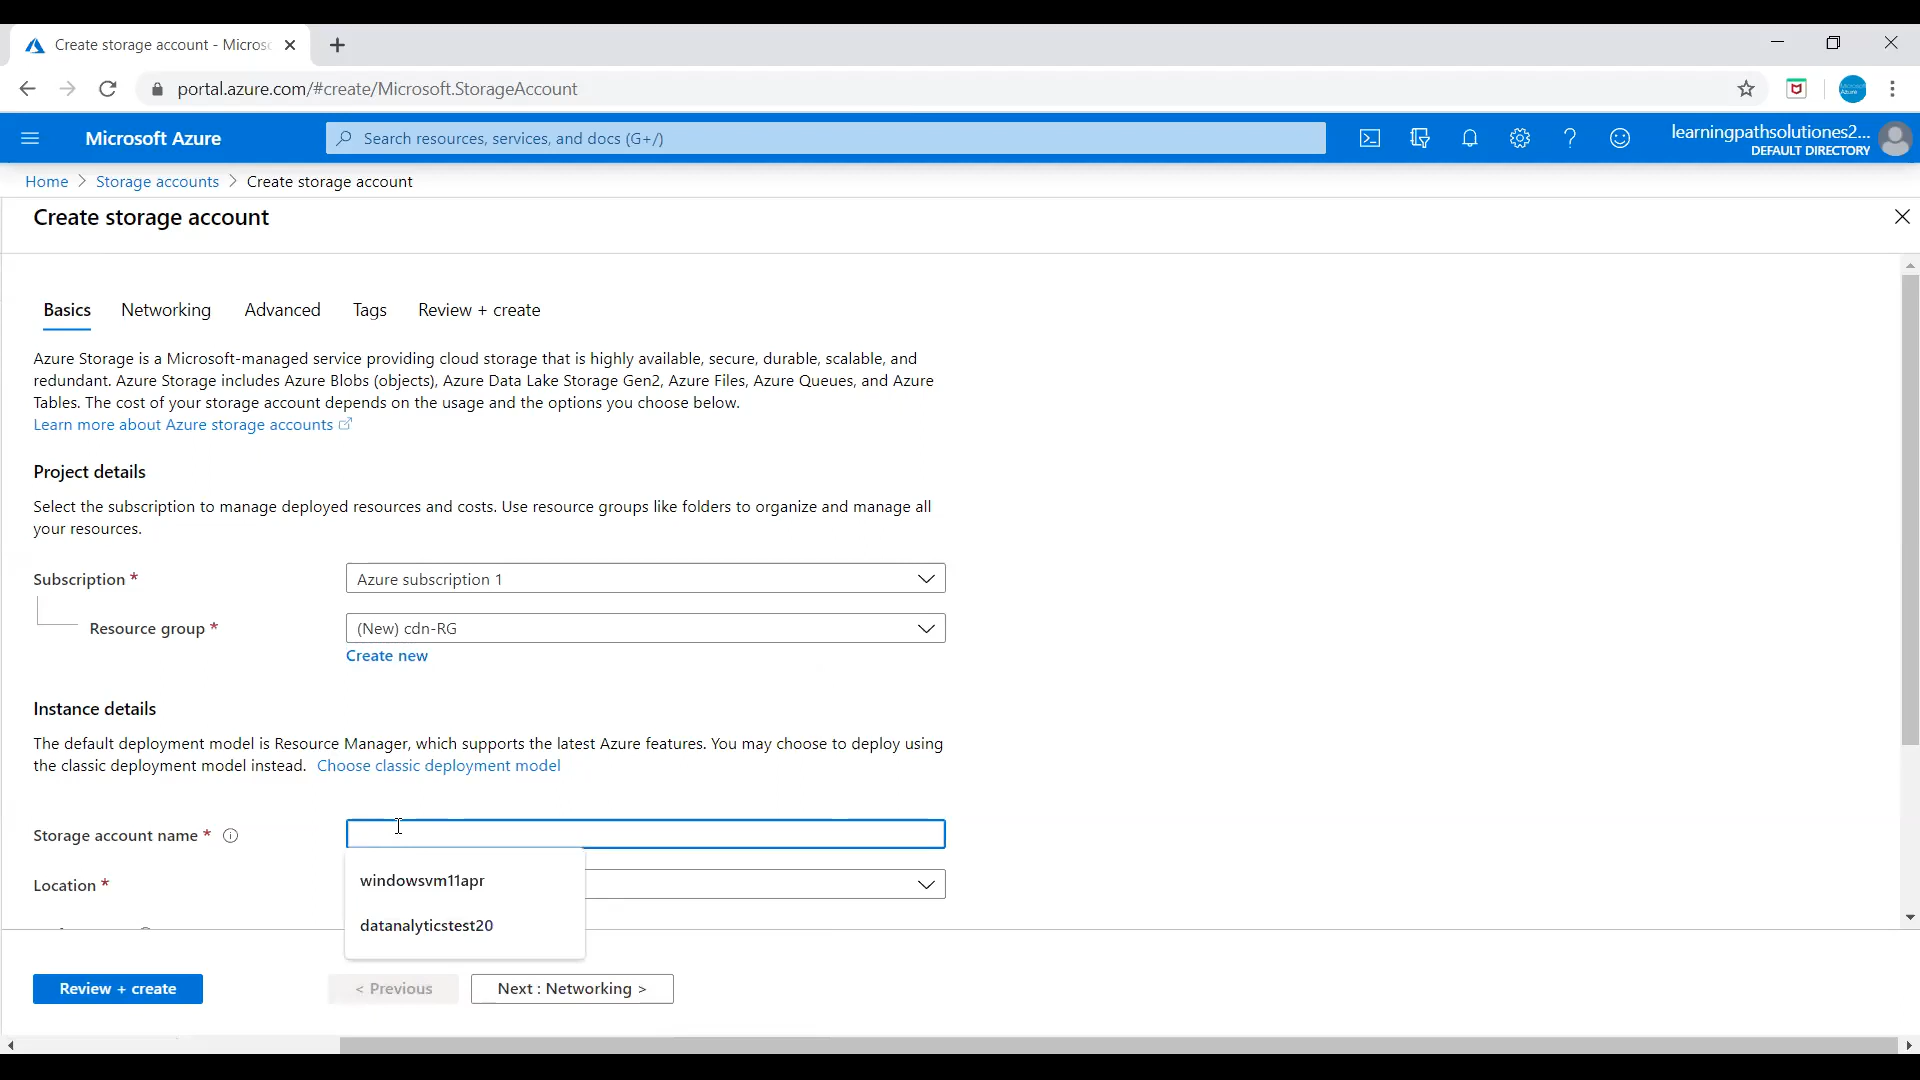 Create storage account - Micros
portal.azure.com/#create/Microsoft.StorageAccount
Microsoft Azure
Search resources, services, and docs (G+/)
learningpathsolutiones2...
DEFAULT DIRECTORY
Home > Storage accounts > Create storage account
Create storage account
Basics Networking Advanced Tags Review + create
Azure Storage is a Microsoft-managed service providing cloud storage that is highly available, secure, durable, scalable, and
redundant. Azure Storage includes Azure Blobs (objects), Azure Data Lake Storage Gen2, Azure Files, Azure Queues, and Azure
Tables. The cost of your storage account depends on the usage and the options you choose below.
Learn more about Azure storage accounts
Project details
Select the subscription to manage deployed resources and costs. Use resource groups like folders to organize and manage all
your resources.
Subscription *
Azure subscription 1
Resource group *
(New) cdn-RG
Create new
Instance details
The default deployment model is Resource Manager, which supports the latest Azure features. You may choose to deploy using
the classic deployment model instead. Choose classic deployment model
Storage account name *
windowsvm11apr
Location *
datanalyticstest20
Review + create
< Previous
Next : Networking >